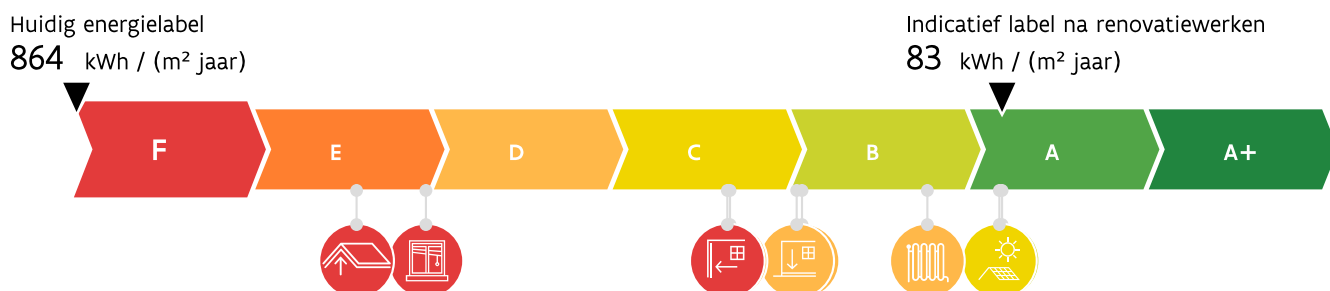 Huidig energielabel
864 kWh / (m² jaar)
Indicatief label na renovatiewerken
83 kWh / (m² jaar)
F E D C B A A+